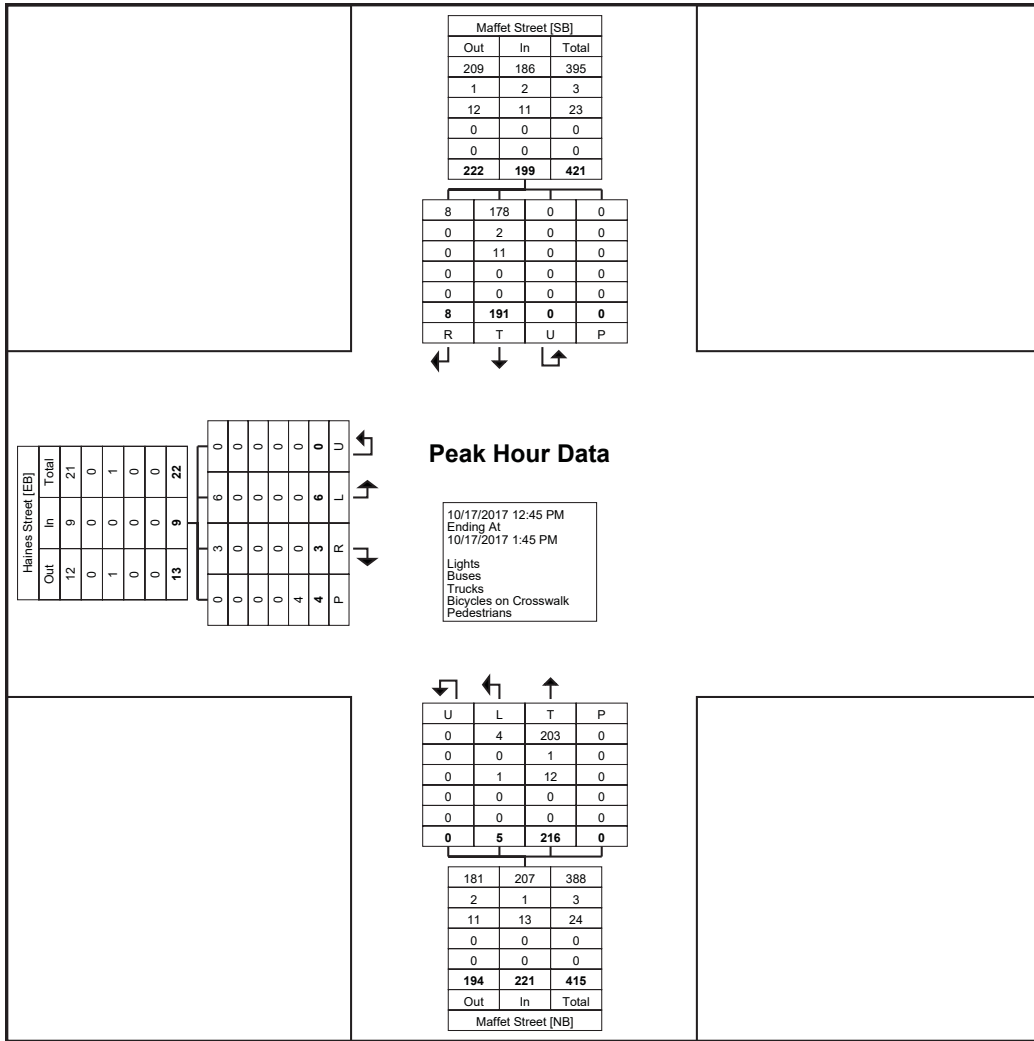 Maffet Street [SB]
Out In Total
209 186 395
1 2 3
12 11 23
0 0 0
0 0 0
222 199 421
8 178 0 0
0 2 0 0
0 11 0 0
0 0 0 0
0 0 0 0
8 191 0 0
R T U P
Haines Street [EB]
Out In Total
12 9 21
0 0 0
1 0 1
0 0 0
0 0 0
13 9 22
0 3 6 0
0 0 0 0
0 0 0 0
0 0 0 0
4 0 0 0
4 3 6 0
P R L U
Peak Hour Data
10/17/2017 12:45 PM
Ending At
10/17/2017 1:45 PM
Lights
Buses
Trucks
Bicycles on Crosswalk
Pedestrians
U L T P
0 4 203 0
0 0 1 0
0 1 12 0
0 0 0 0
0 0 0 0
0 5 216 0
181 207 388
2 1 3
11 13 24
0 0 0
0 0 0
194 221 415
Out In Total
Maffet Street [NB]